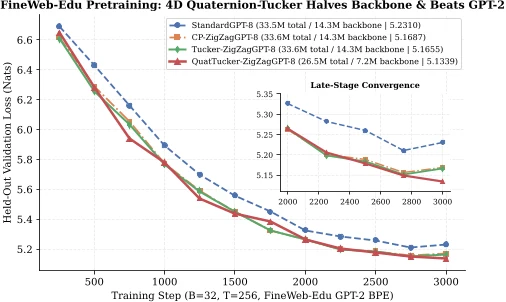 FineWeb-Edu Pretraining: 4D Quaternion-Tucker Halves Backbone & Beats GPT-2
StandardGPT-8 (33.5M total / 14.3M backbone | 5.2310)
CP-ZigZagGPT-8 (33.6M total / 14.3M backbone | 5.1687)
Tucker-ZigZagGPT-8 (33.6M total / 14.3M backbone | 5.1655)
QuatTucker-ZigZagGPT-8 (26.5M total / 7.2M backbone | 5.1339)
Held-Out Validation Loss (Nats)
6.6
6.4
6.2
6.0
5.8
5.6
5.4
5.2
Late-Stage Convergence
5.35
5.30
5.25
5.20
5.15
2000 2200 2400 2600 2800 3000
500 1000 1500 2000 2500 3000
Training Step (B=32, T=256, FineWeb-Edu GPT-2 BPE)